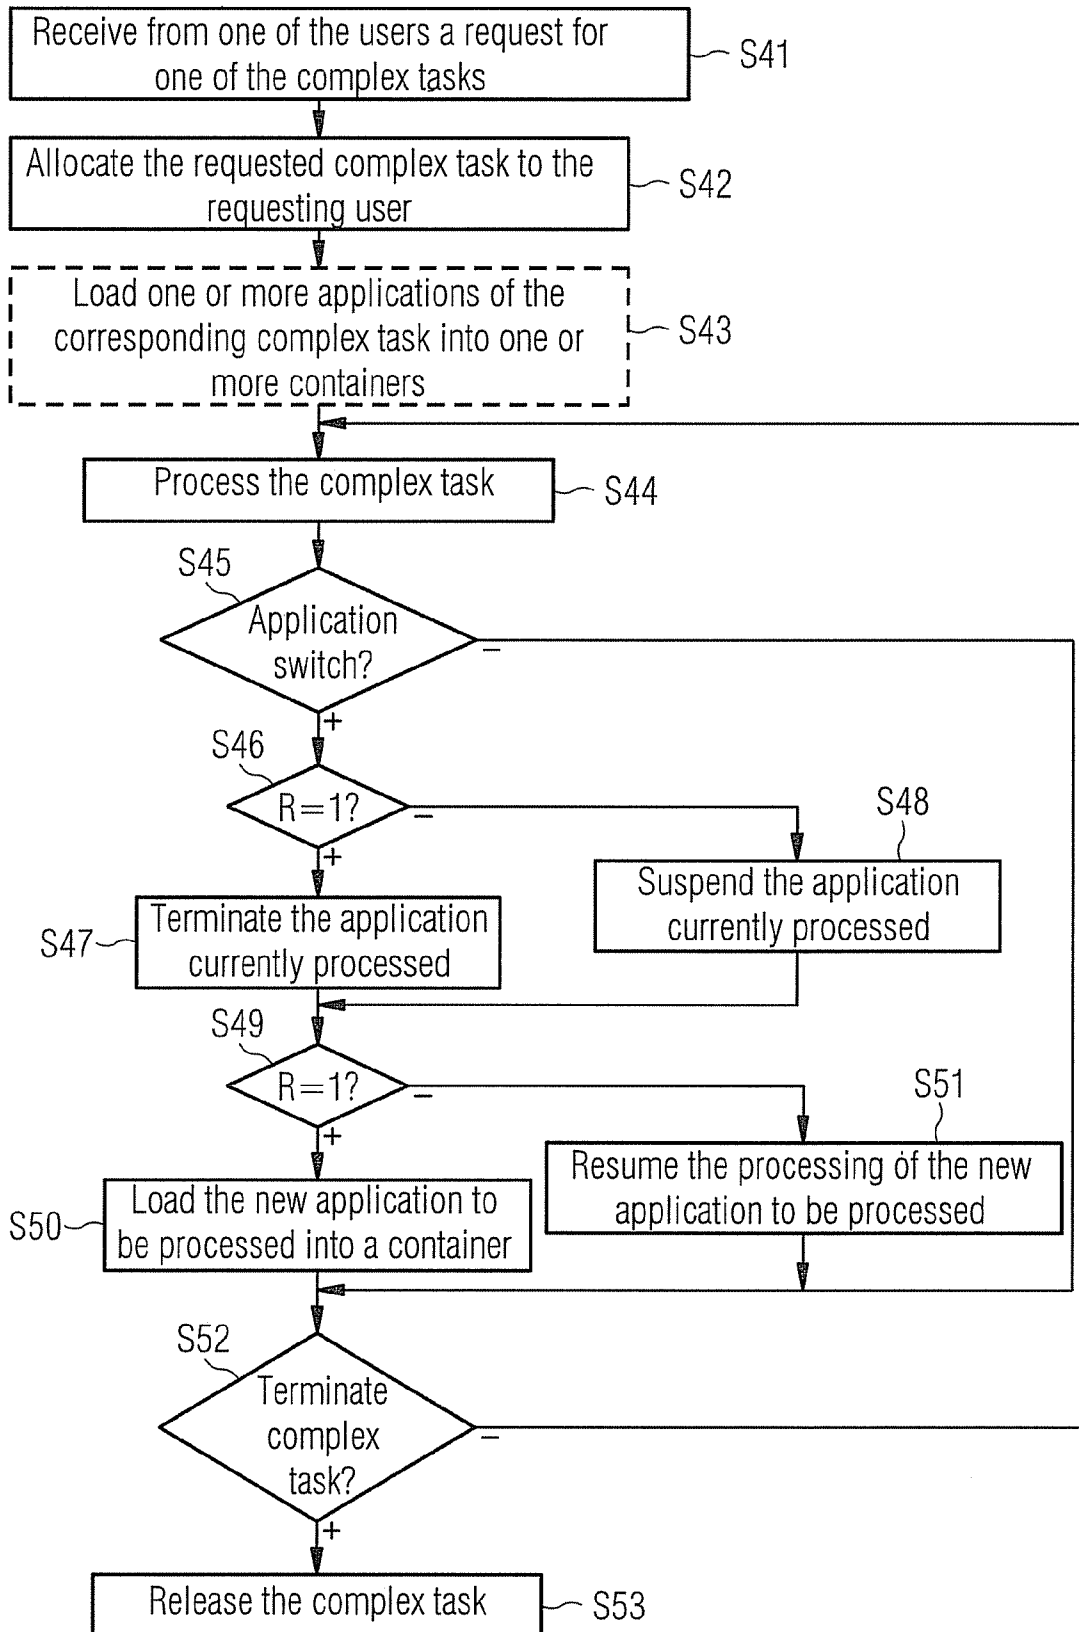 Receive from one of the users a request for
one of the complex tasks
S41
Allocate the requested complex task to the
requesting user
S42
Load one or more applications of the
corresponding complex task into one or
more containers
S43
Process the complex task
S44
S45
Application
switch?
−
+
S46
R=1?
−
+
S48
Suspend the application
currently processed
S47
Terminate the application
currently processed
S49
R=1?
−
+
S51
Resume the processing of the new
application to be processed
S50
Load the new application to
be processed into a container
S52
Terminate
complex
task?
−
+
Release the complex task
S53